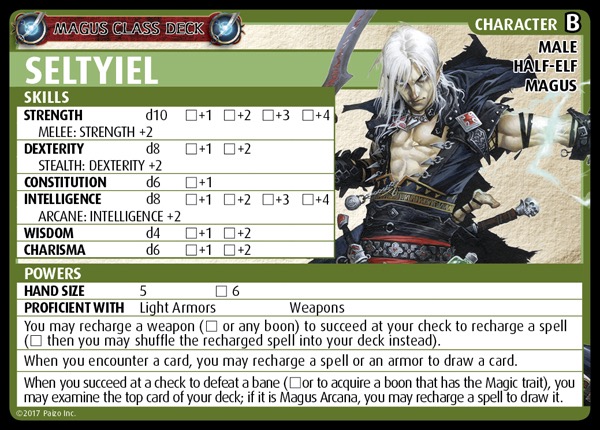 MAGUS CLASS DECK
CHARACTER B
SELTYIEL
MALE
HALF-ELF
MAGUS
SKILLS
STRENGTH d10 ☐+1 ☐+2 ☐+3 ☐+4
MELEE: STRENGTH +2
DEXTERITY d8 ☐+1 ☐+2
STEALTH: DEXTERITY +2
CONSTITUTION d6 ☐+1
INTELLIGENCE d8 ☐+1 ☐+2 ☐+3 ☐+4
ARCANE: INTELLIGENCE +2
WISDOM d4 ☐+1 ☐+2
CHARISMA d6 ☐+1 ☐+2
POWERS
HAND SIZE 5 ☐ 6
PROFICIENT WITH Light Armors Weapons
You may recharge a weapon (☐ or any boon) to succeed at your check to recharge a spell
(☐ then you may shuffle the recharged spell into your deck instead).
When you encounter a card, you may recharge a spell or an armor to draw a card.
When you succeed at a check to defeat a bane (☐or to acquire a boon that has the Magic trait), you
may examine the top card of your deck; if it is Magus Arcana, you may recharge a spell to draw it.
©2017 Paizo Inc.